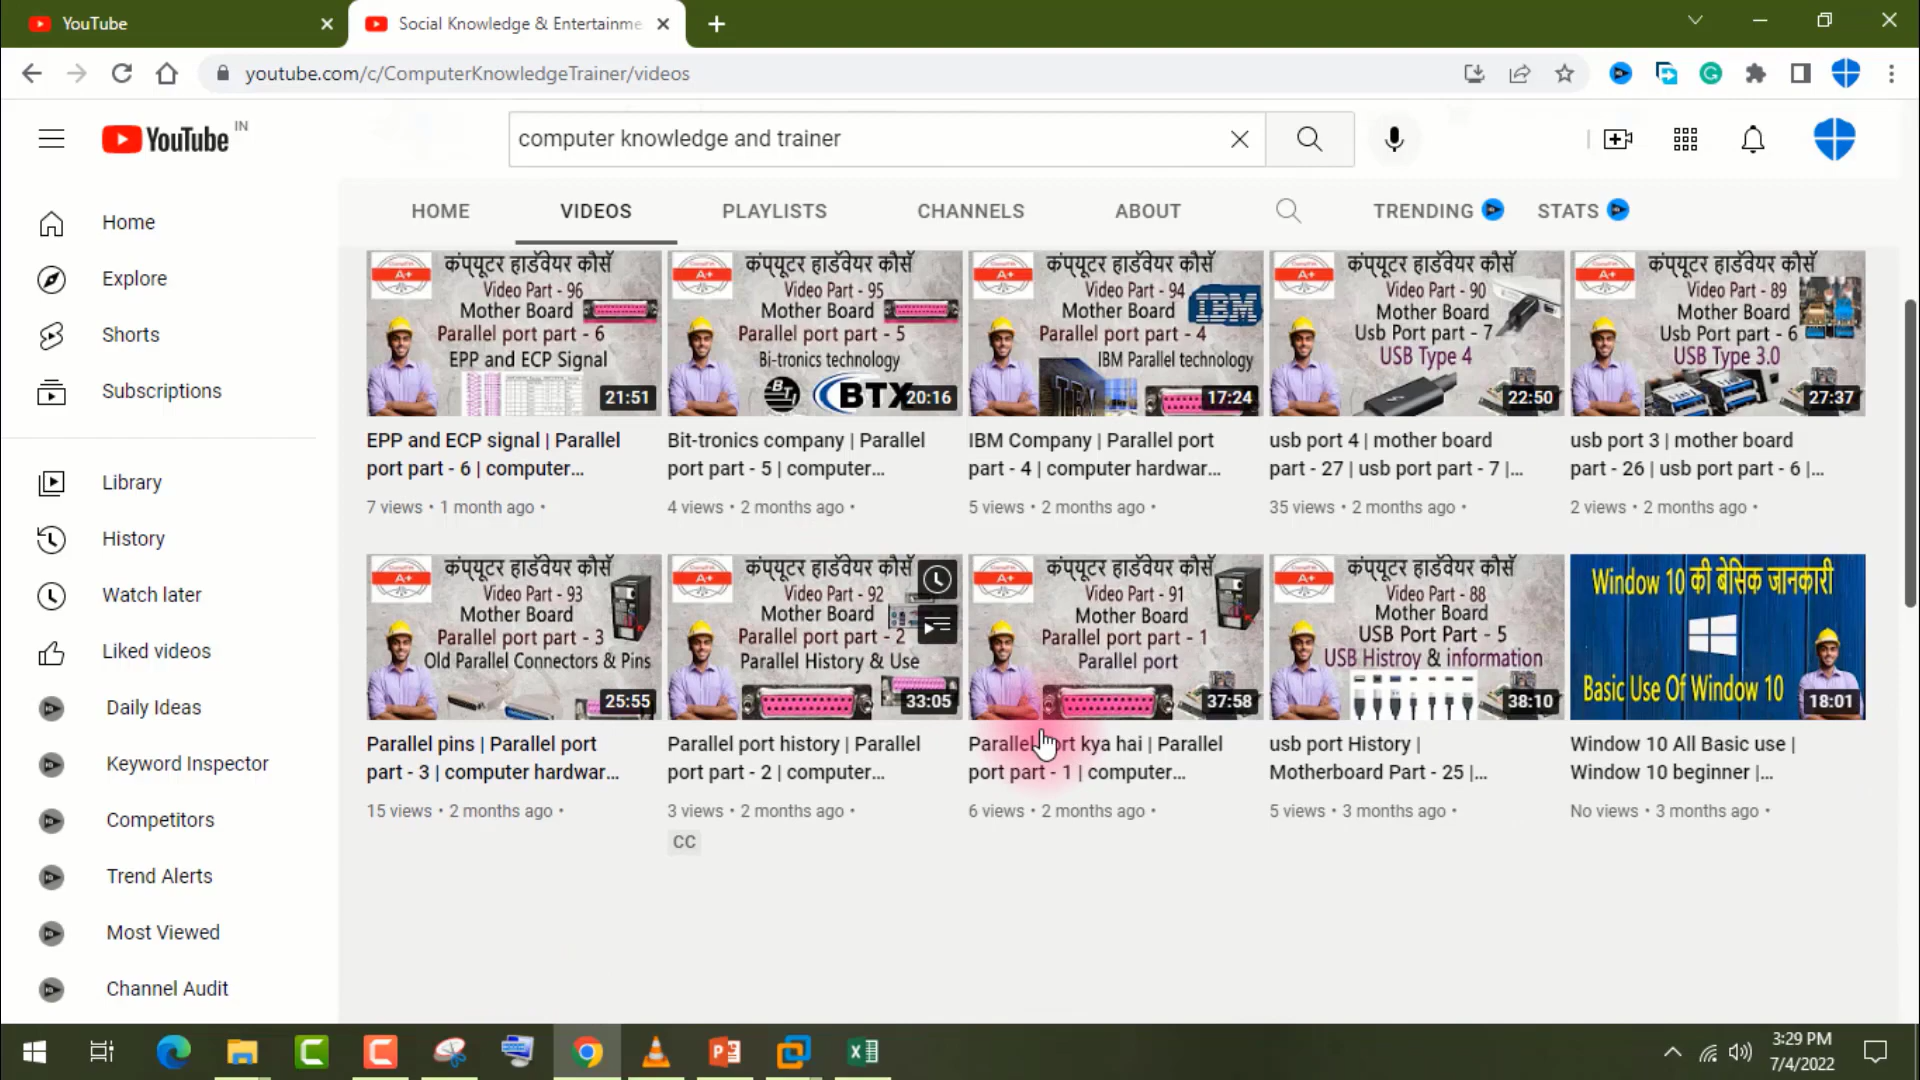 YouTube
Social Knowledge & Entertainme
youtube.com/c/ComputerKnowledgeTrainer/videos
YouTube IN
computer knowledge and trainer
HOME
VIDEOS
PLAYLISTS
CHANNELS
ABOUT
TRENDING
STATS
Home
Explore
Shorts
Subscriptions
Library
History
Watch later
Liked videos
Daily Ideas
Keyword Inspector
Competitors
Trend Alerts
Most Viewed
Channel Audit
A+
कंप्यूटर हार्डवेयर कौर्स
Video Part - 96
Mother Board
Parallel port part - 6
EPP and ECP Signal
21:51
EPP and ECP signal | Parallel
port part - 6 | computer...
7 views • 1 month ago •
A+
कंप्यूटर हार्डवेयर कौर्स
Video Part - 95
Mother Board
Parallel port part - 5
Bi-tronics technology
BTX
20:16
Bit-tronics company | Parallel
port part - 5 | computer...
4 views • 2 months ago •
A+
कंप्यूटर हार्डवेयर कौर्स
Video Part - 94
Mother Board
IBM
Parallel port part - 4
IBM Parallel technology
17:24
IBM Company | Parallel port
part - 4 | computer hardwar...
5 views • 2 months ago •
A+
कंप्यूटर हार्डवेयर कौर्स
Video Part - 90
Mother Board
Usb Port part - 7
USB Type 4
22:50
usb port 4 | mother board
part - 27 | usb port part - 7 |...
35 views • 2 months ago •
A+
कंप्यूटर हार्डवेयर कौर्स
Video Part - 89
Mother Board
Usb Port part - 6
USB Type 3.0
27:37
usb port 3 | mother board
part - 26 | usb port part - 6 |...
2 views • 2 months ago •
A+
कंप्यूटर हार्डवेयर कौर्स
Video Part - 93
Mother Board
Parallel port part - 3
Old Parallel Connectors & Pins
25:55
Parallel pins | Parallel port
part - 3 | computer hardwar...
15 views • 2 months ago •
A+
कंप्यूटर हार्डवेयर कौर्स
Video Part - 92
Mother Board
Parallel port part - 2
Parallel History & Use
33:05
Parallel port history | Parallel
port part - 2 | computer...
3 views • 2 months ago •
CC
A+
कंप्यूटर हार्डवेयर कौर्स
Video Part - 91
Mother Board
Parallel port part - 1
Parallel port
37:58
Parallel port kya hai | Parallel
port part - 1 | computer...
6 views • 2 months ago •
A+
कंप्यूटर हार्डवेयर कौर्स
Video Part - 88
Mother Board
USB Port Part - 5
USB Histroy & information
38:10
usb port History |
Motherboard Part - 25 |...
5 views • 3 months ago •
Window 10 की बेसिक जानकारी
Basic Use Of Window 10
18:01
Window 10 All Basic use |
Window 10 beginner |...
No views • 3 months ago •
3:29 PM
7/4/2022